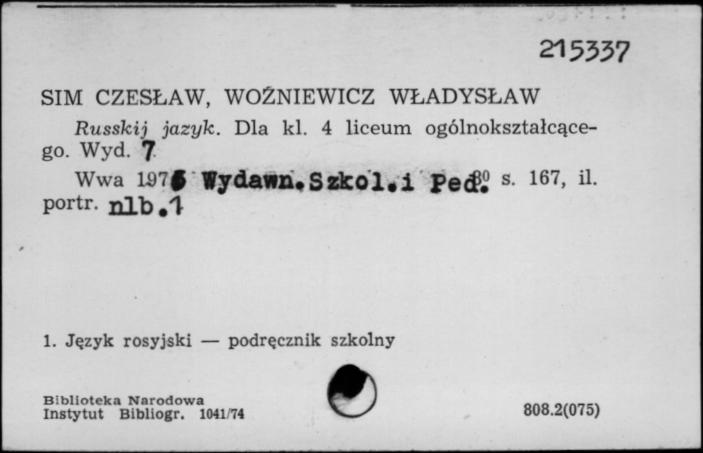 215337
SIM CZESŁAW, WOŹNIEWICZ WŁADYSŁAW
Russkij jazyk. Dla kl. 4 liceum ogólnokształcące-
go. Wyd. 7
Wwa Wydawn.Szkol.i Ped. 8⁰ s. 167, il.
portr. nlb.1
1. Język rosyjski — podręcznik szkolny
Biblioteka Narodowa
Instytut Bibliogr. 1041/74
808.2(075)